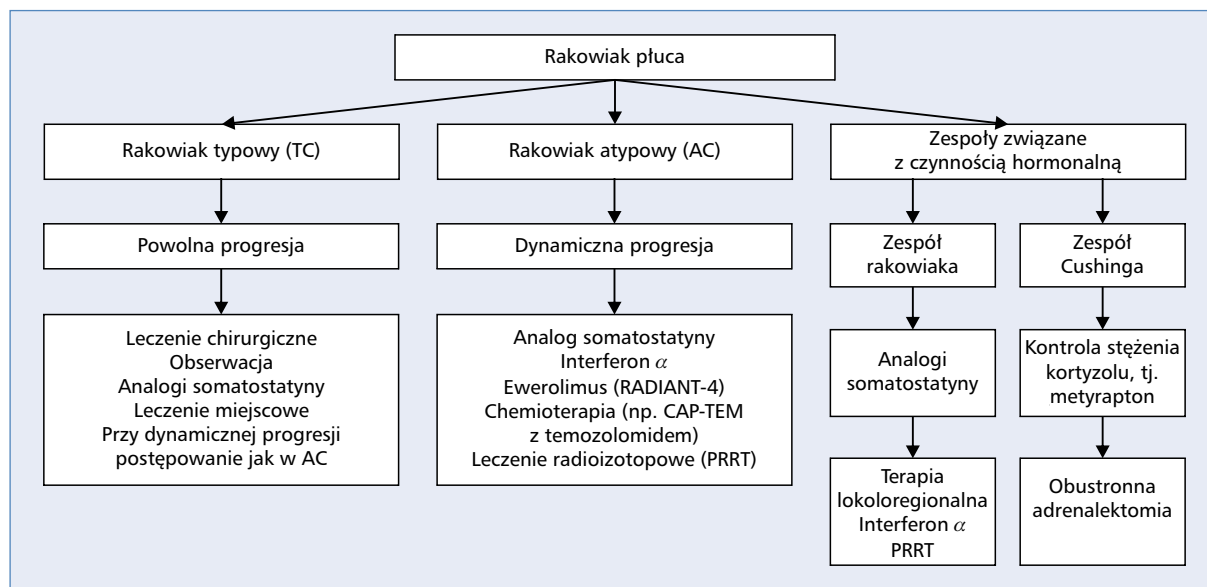 Rakowiak płuca
Rakowiak typowy (TC)
Rakowiak atypowy (AC)
Zespoły związane
z czynnością hormonalną
Powolna progresja
Dynamiczna progresja
Zespół
rakowiaka
Zespół
Cushinga
Leczenie chirurgiczne
Obserwacja
Analogi somatostatyny
Leczenie miejscowe
Przy dynamicznej progresji
postępowanie jak w AC
Analog somatostatyny
Interferon α
Ewerolimus (RADIANT-4)
Chemioterapia (np. CAP-TEM
z temozolomidem)
Leczenie radioizotopowe (PRRT)
Analogi
somatostatyny
Kontrola stężenia
kortyzolu, tj.
metyrapton
Terapia
lokoloregionalna
Interferon α
PRRT
Obustronna
adrenalektomia